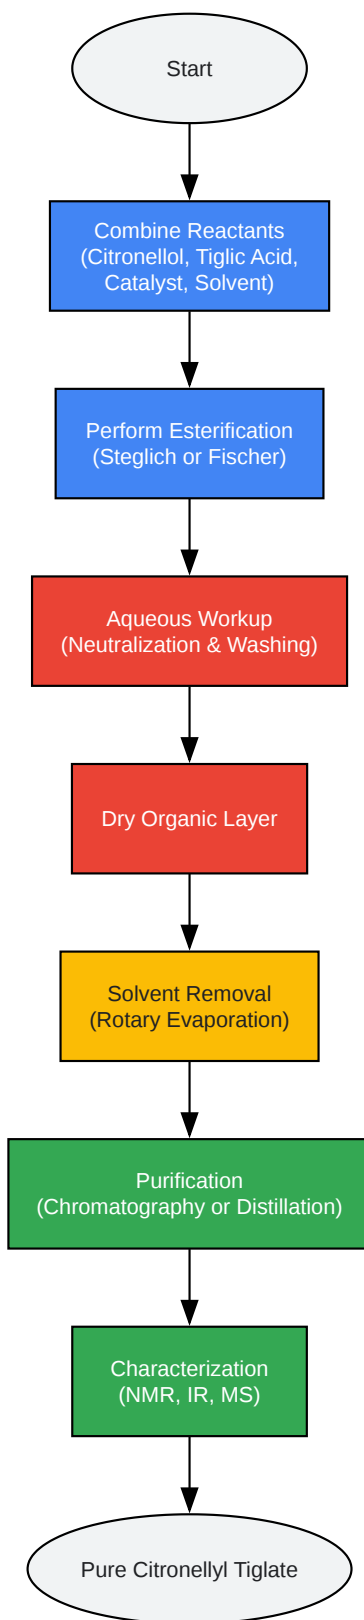 Start
Combine Reactants
(Citronellol, Tiglic Acid,
Catalyst, Solvent)
Perform Esterification
(Steglich or Fischer)
Aqueous Workup
(Neutralization & Washing)
Dry Organic Layer
Solvent Removal
(Rotary Evaporation)
Purification
(Chromatography or Distillation)
Characterization
(NMR, IR, MS)
Pure Citronellyl Tiglate